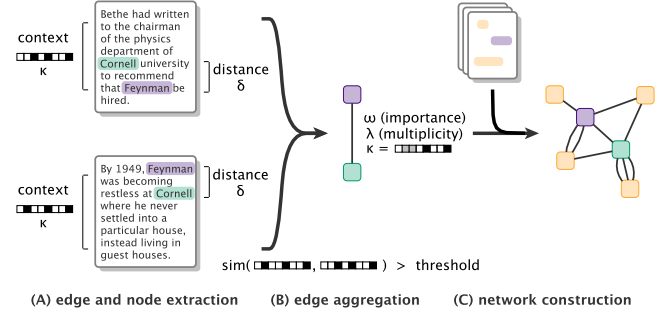 context
κ
Bethe had written
to the chairman
of the physics
department of
Cornell university
to recommend
that Feynman be
hired.
distance
δ
context
κ
By 1949, Feynman
was becoming
restless at Cornell
where he never
settled into a
particular house,
instead living in
guest houses.
distance
δ
ω (importance)
λ (multiplicity)
κ =
sim( , ) > threshold
(A) edge and node extraction
(B) edge aggregation
(C) network construction